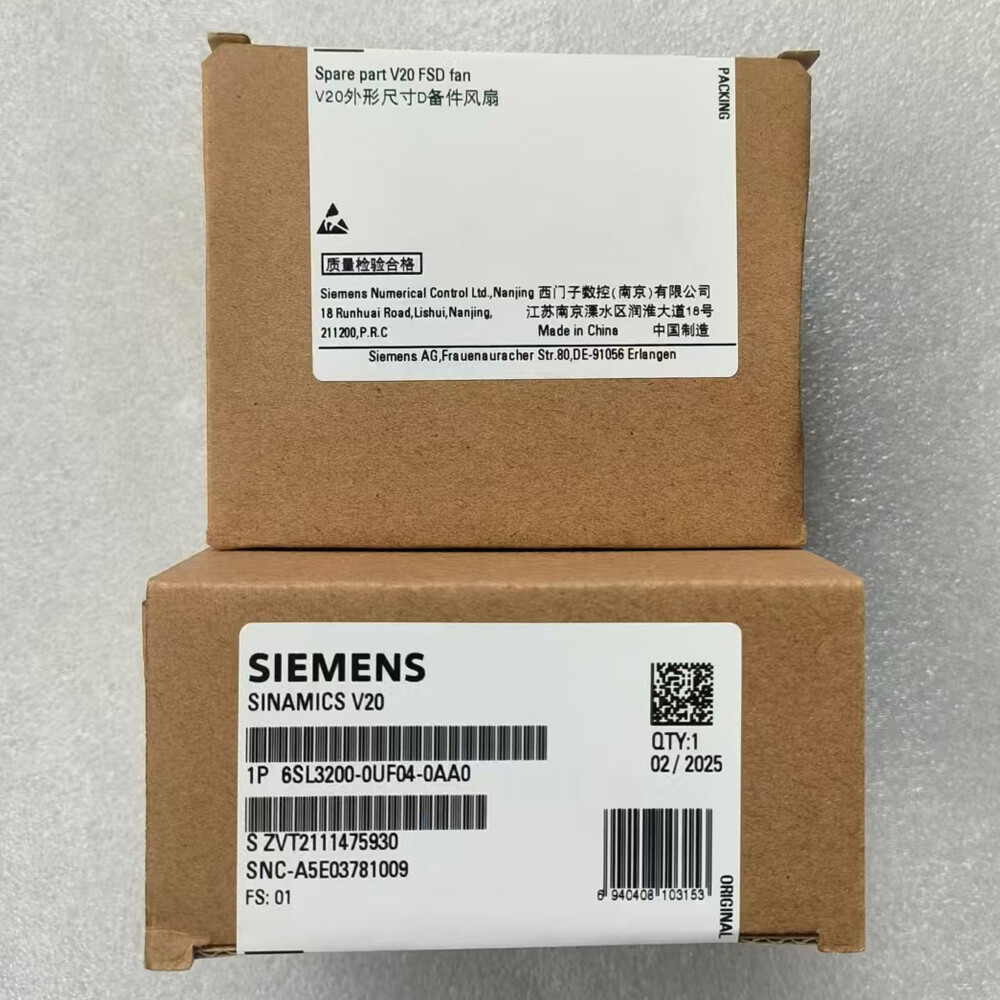 Spare part V20 FSD fan
V20外形尺寸D备件风扇
PACKING
质量检验合格
Siemens Numerical Control Ltd.,Nanjing 西门子数控(南京)有限公司
18 Runhuai Road,Lishui,Nanjing, 江苏南京溧水区润淮大道18号
211200,P.R.C Made in China 中国制造
Siemens AG,Frauenauracher Str.80,DE-91056 Erlangen
SIEMENS
SINAMICS V20
1P 6SL3200-0UF04-0AA0
S ZVT2111475930
SNC-A5E03781009
FS: 01
QTY:1
02/2025
6 940408 103153
ORIGINAL